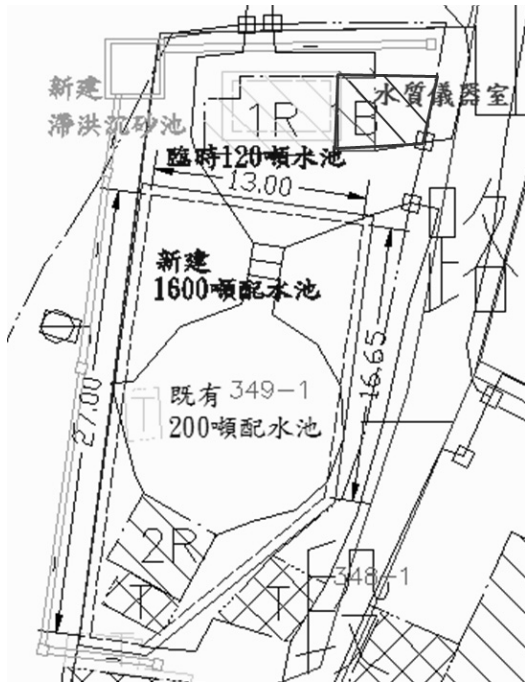 新建
滯洪沉砂池
水質儀器室
1R
1B
臨時120噸水池
13.00
新建
1600噸配水池
16.65
27.00
既有 349-1
T 200噸配水池
2R
T
T
348-1